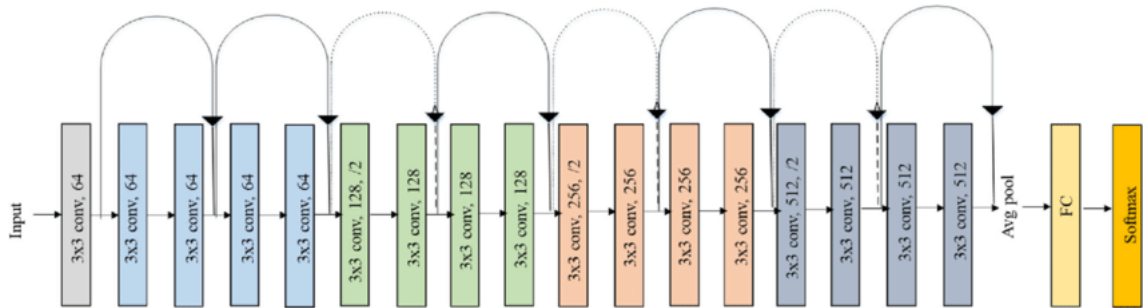 Input
3x3 conv, 64
3x3 conv, 64
3x3 conv, 64
3x3 conv, 64
3x3 conv, 64
3x3 conv, 128, /2
3x3 conv, 128
3x3 conv, 128
3x3 conv, 128
3x3 conv, 256, /2
3x3 conv, 256
3x3 conv, 256
3x3 conv, 256
3x3 conv, 512, /2
3x3 conv, 512
3x3 conv, 512
3x3 conv, 512
Avg pool
FC
Softmax